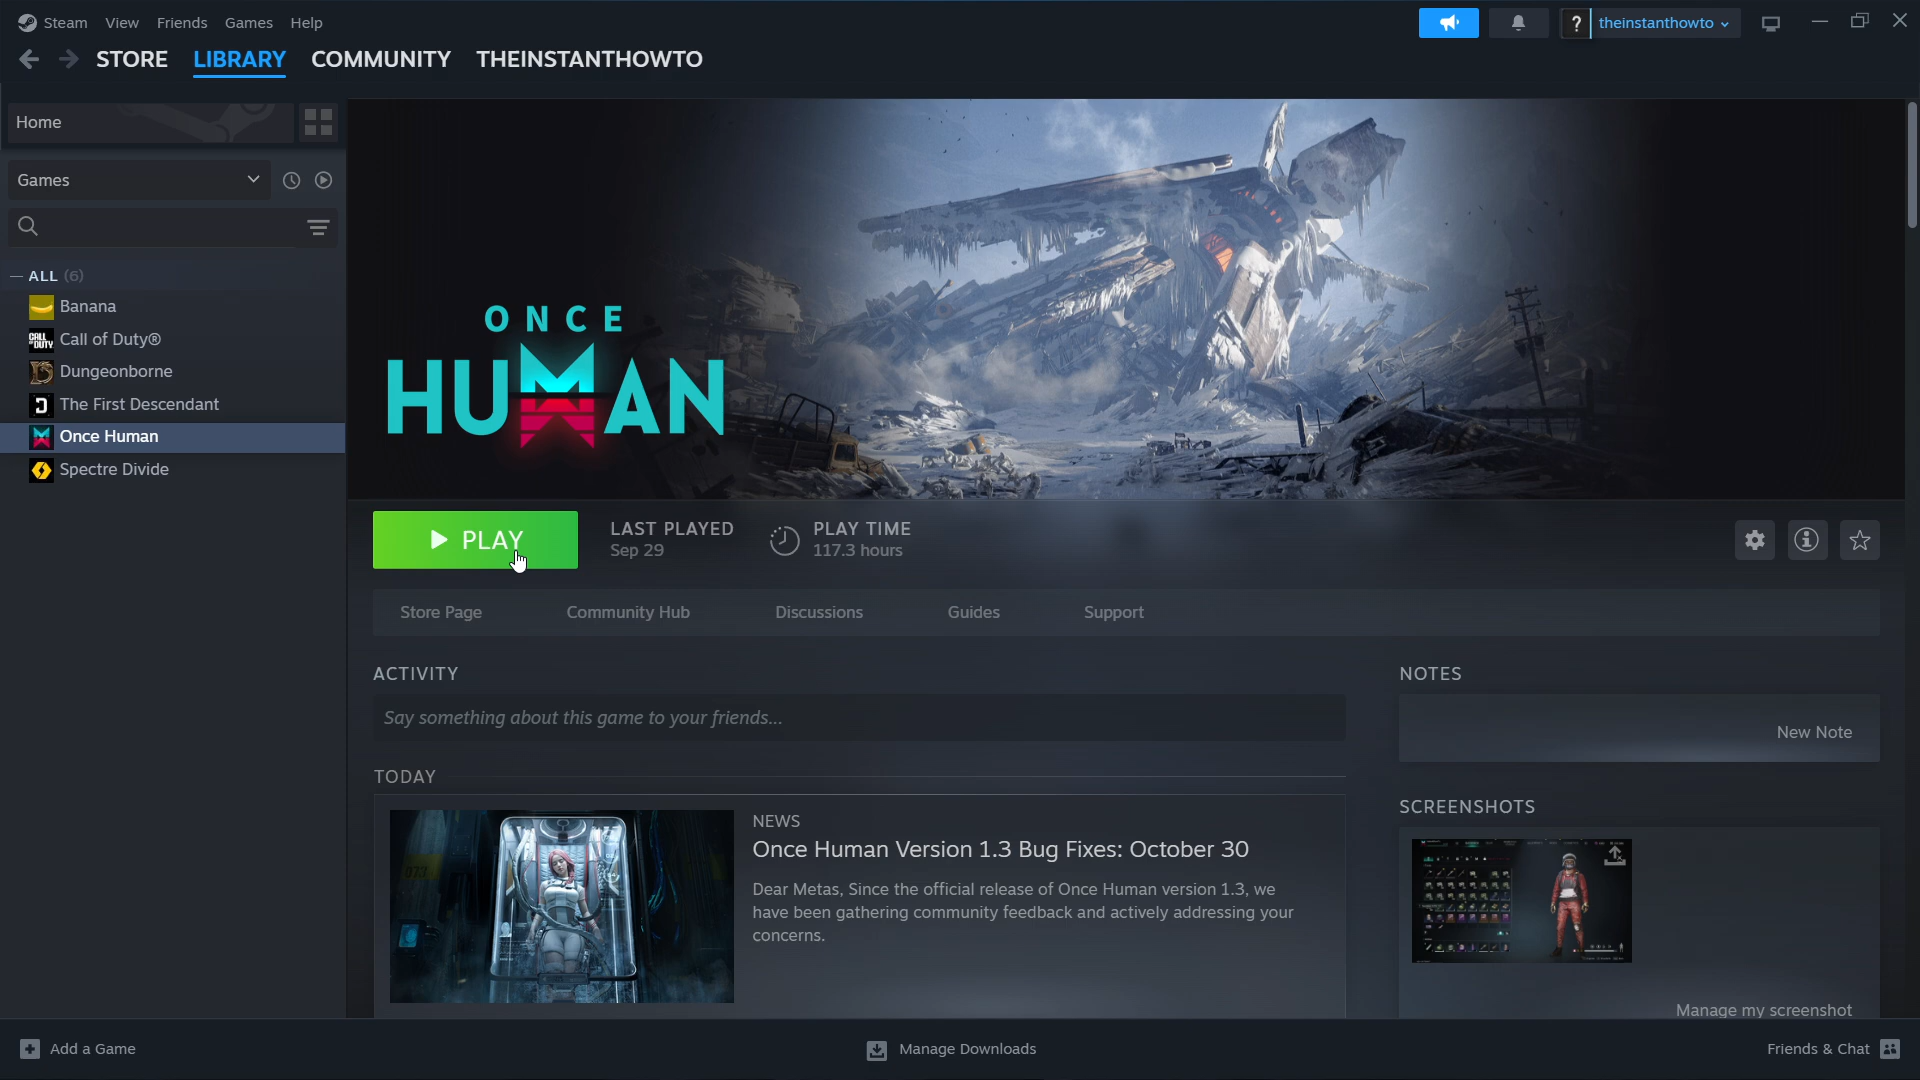 Steam View Friends Games Help
? theinstanthowto
STORE LIBRARY COMMUNITY THEINSTANTHOWTO
Home
Games
— ALL (6)
Banana
CALL OF DUTY Call of Duty®
Dungeonborne
The First Descendant
Once Human
Spectre Divide
ONCE
HUMAN
PLAY
LAST PLAYED
Sep 29
PLAY TIME
117.3 hours
Store Page Community Hub Discussions Guides Support
ACTIVITY
Say something about this game to your friends...
TODAY
NEWS
Once Human Version 1.3 Bug Fixes: October 30
Dear Metas, Since the official release of Once Human version 1.3, we
have been gathering community feedback and actively addressing your
concerns.
NOTES
New Note
SCREENSHOTS
Manage my screenshot
Add a Game
Manage Downloads
Friends & Chat